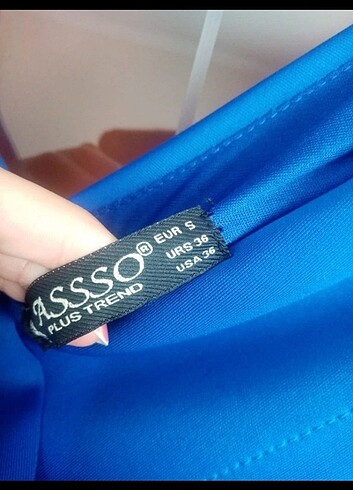 ASSSO®
PLUS TREND
EUR S
URS 36
USA 36